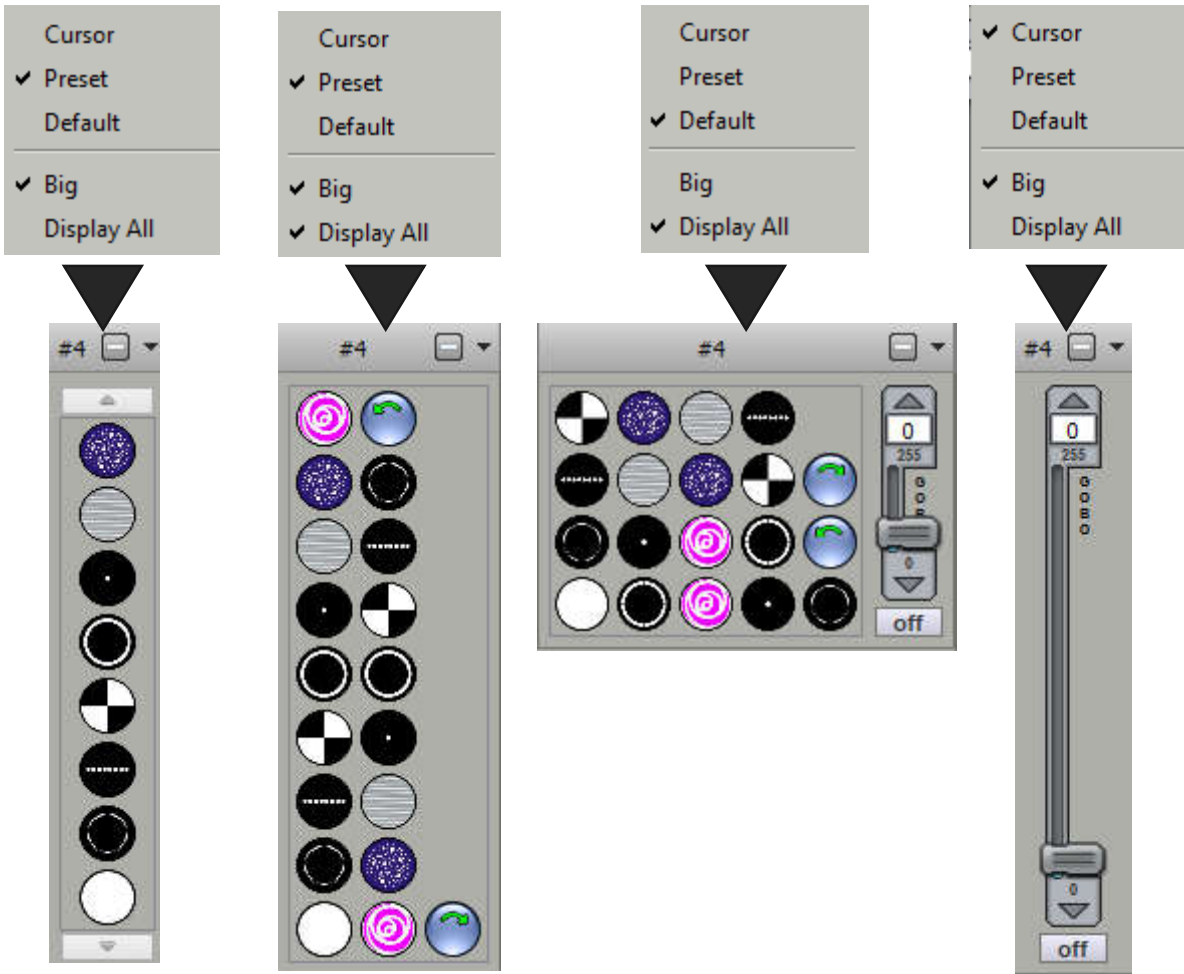 Cursor
Preset
Default
Big
Display All
Cursor
Preset
Default
Big
Display All
Cursor
Preset
Default
Big
Display All
Cursor
Preset
Default
Big
Display All
#4
#4
#4
0
255
GOB
0
off
#4
0
255
GOBO
0
off